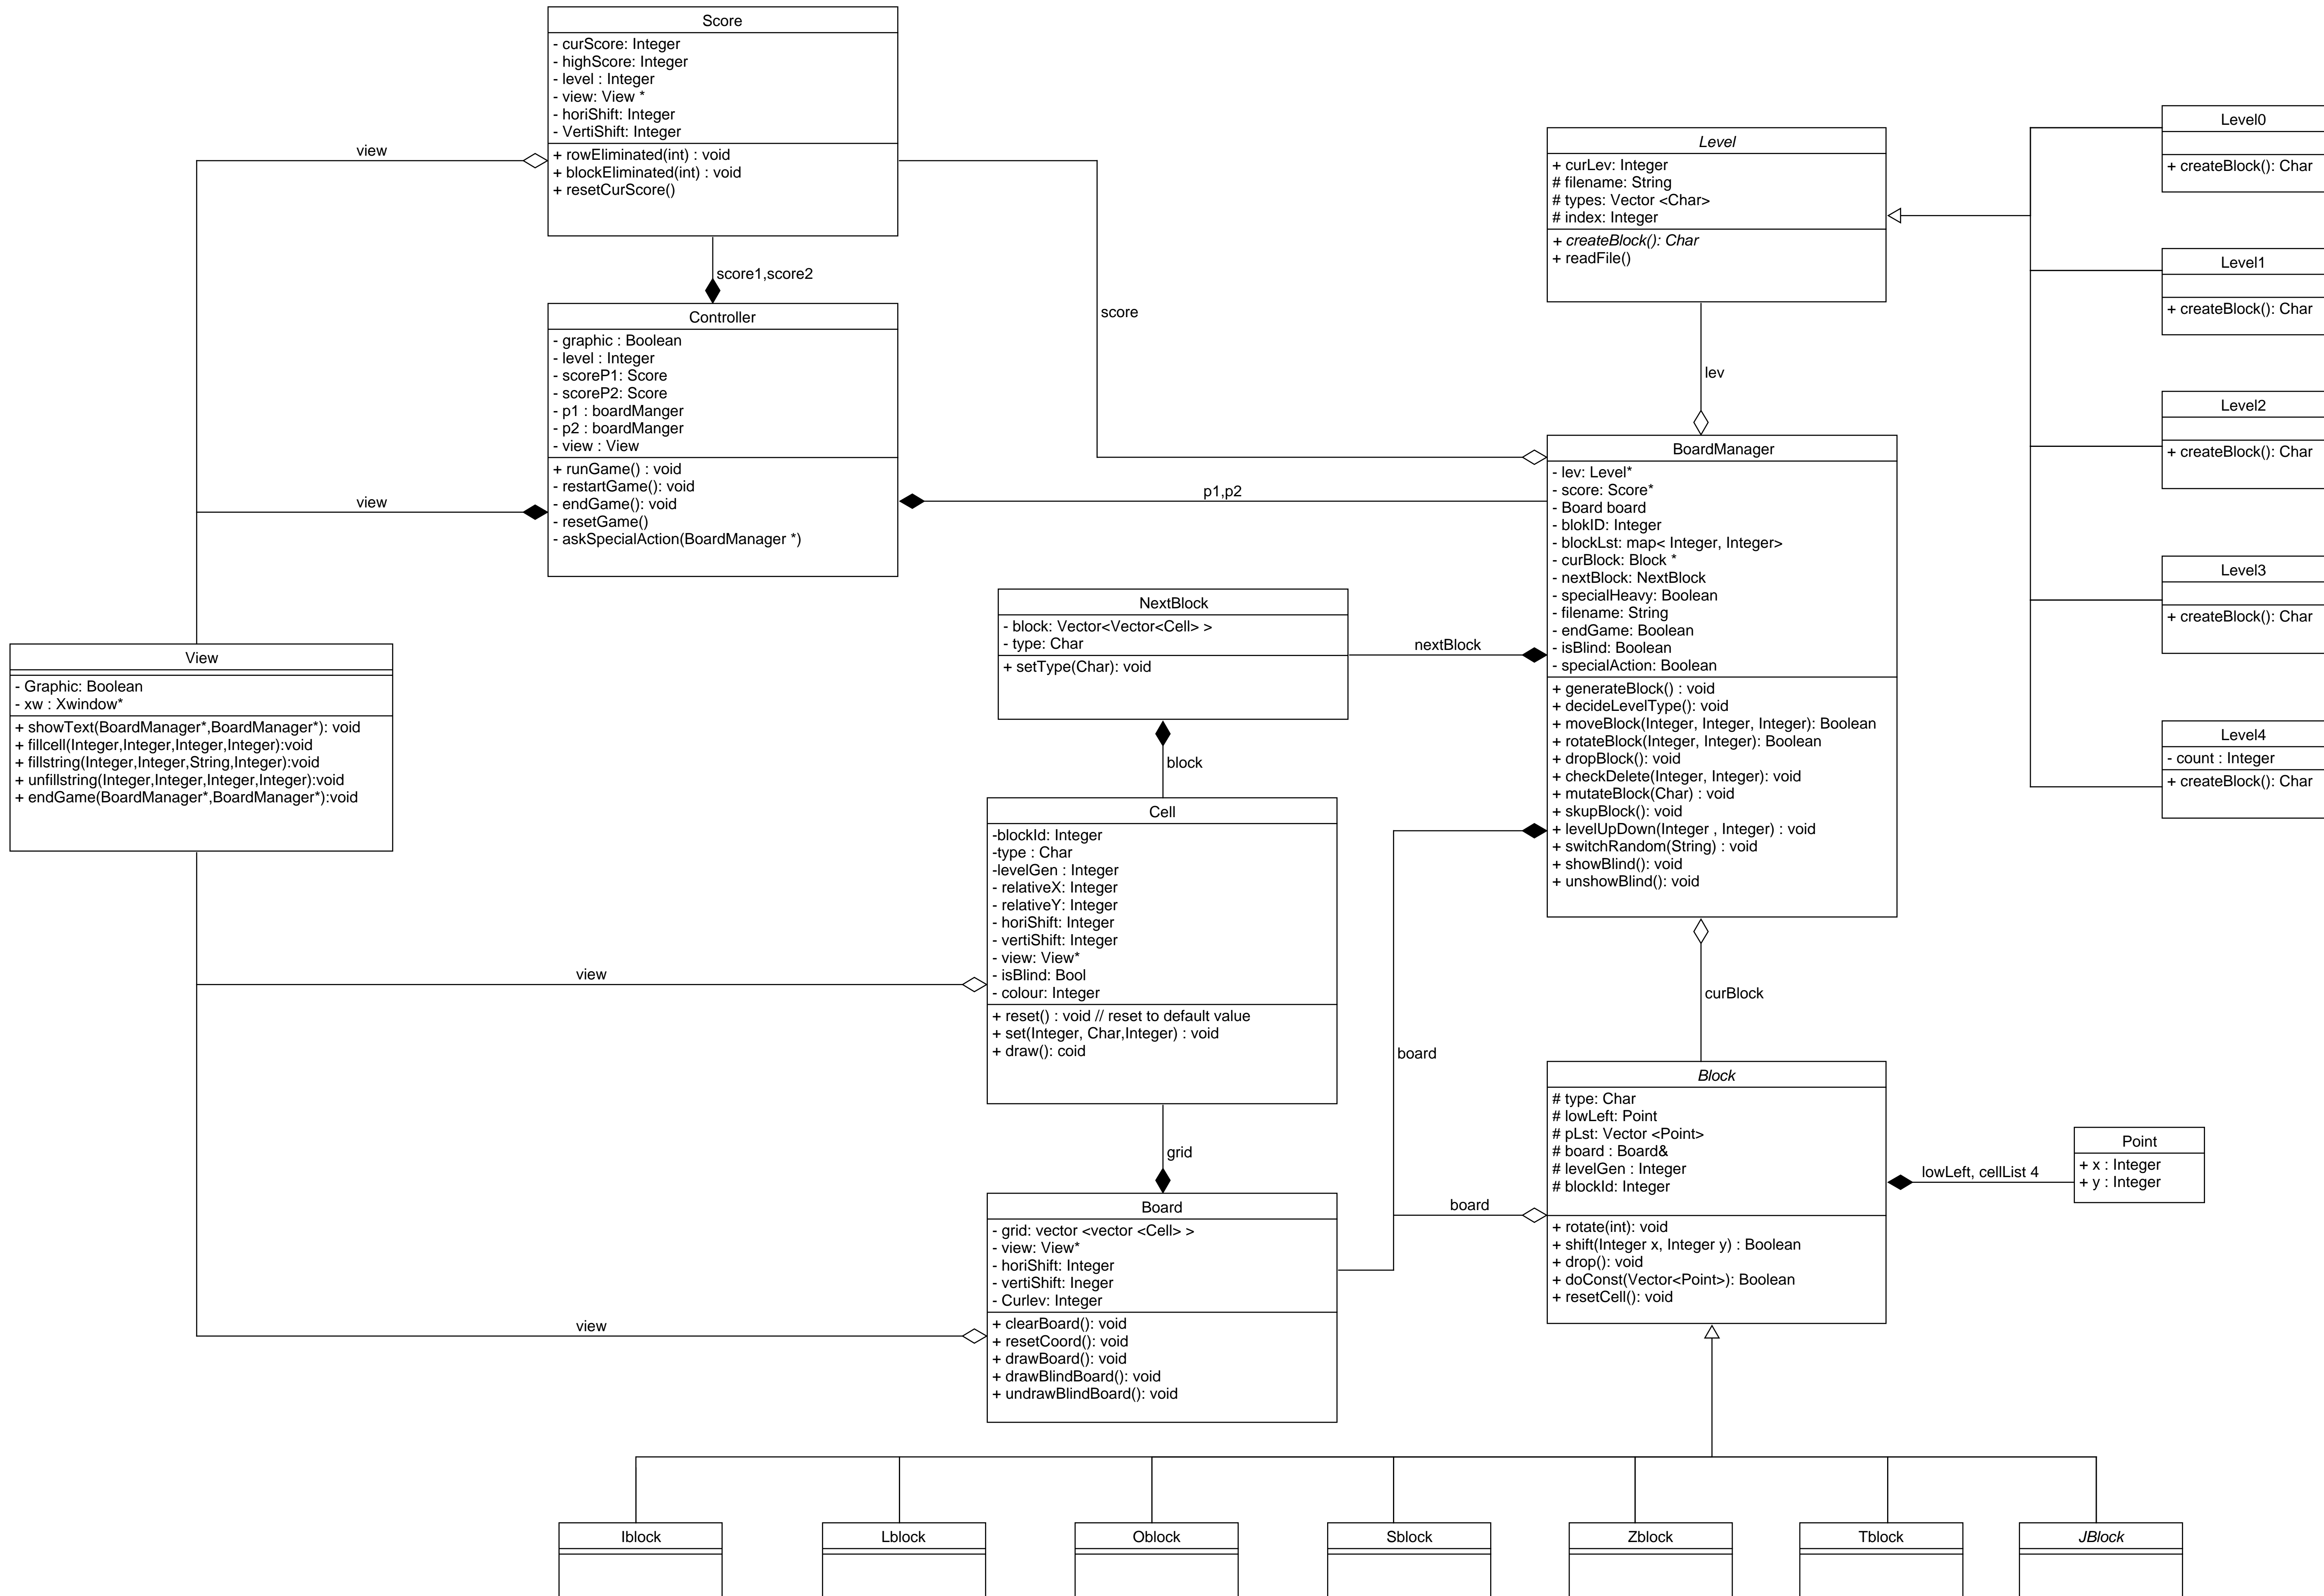 Score
- curScore: Integer
- highScore: Integer
- level : Integer
- view: View *
- horiShift: Integer
- VertiShift: Integer
+ rowEliminated(int) : void
+ blockEliminated(int) : void
+ resetCurScore()
view
score1,score2
score
Controller
- graphic : Boolean
- level : Integer
- scoreP1: Score
- scoreP2: Score
- p1 : boardManger
- p2 : boardManger
- view : View
+ runGame() : void
- restartGame(): void
- endGame(): void
- resetGame()
- askSpecialAction(BoardManager *)
view
p1,p2
Level
+ curLev: Integer
# filename: String
# types: Vector <Char>
# index: Integer
+ createBlock(): Char
+ readFile()
lev
Level0
+ createBlock(): Char
Level1
+ createBlock(): Char
Level2
+ createBlock(): Char
Level3
+ createBlock(): Char
Level4
- count : Integer
+ createBlock(): Char
BoardManager
- lev: Level*
- score: Score*
- Board board
- blokID: Integer
- blockLst: map< Integer, Integer>
- curBlock: Block *
- nextBlock: NextBlock
- specialHeavy: Boolean
- filename: String
- endGame: Boolean
- isBlind: Boolean
- specialAction: Boolean
+ generateBlock() : void
+ decideLevelType(): void
+ moveBlock(Integer, Integer, Integer): Boolean
+ rotateBlock(Integer, Integer): Boolean
+ dropBlock(): void
+ checkDelete(Integer, Integer): void
+ mutateBlock(Char) : void
+ skupBlock(): void
+ levelUpDown(Integer , Integer) : void
+ switchRandom(String) : void
+ showBlind(): void
+ unshowBlind(): void
NextBlock
- block: Vector<Vector<Cell> >
- type: Char
+ setType(Char): void
nextBlock
block
View
- Graphic: Boolean
- xw : Xwindow*
+ showText(BoardManager*,BoardManager*): void
+ fillcell(Integer,Integer,Integer,Integer):void
+ fillstring(Integer,Integer,String,Integer):void
+ unfillstring(Integer,Integer,Integer,Integer):void
+ endGame(BoardManager*,BoardManager*):void
Cell
-blockId: Integer
-type : Char
-levelGen : Integer
- relativeX: Integer
- relativeY: Integer
- horiShift: Integer
- vertiShift: Integer
- view: View*
- isBlind: Bool
- colour: Integer
+ reset() : void // reset to default value
+ set(Integer, Char,Integer) : void
+ draw(): coid
view
curBlock
board
grid
Block
# type: Char
# lowLeft: Point
# pLst: Vector <Point>
# board : Board&
# levelGen : Integer
# blockId: Integer
+ rotate(int): void
+ shift(Integer x, Integer y) : Boolean
+ drop(): void
+ doConst(Vector<Point>): Boolean
+ resetCell(): void
lowLeft, cellList 4
Point
+ x : Integer
+ y : Integer
board
Board
- grid: vector <vector <Cell> >
- view: View*
- horiShift: Integer
- vertiShift: Ineger
- Curlev: Integer
+ clearBoard(): void
+ resetCoord(): void
+ drawBoard(): void
+ drawBlindBoard(): void
+ undrawBlindBoard(): void
view
Iblock
Lblock
Oblock
Sblock
Zblock
Tblock
JBlock